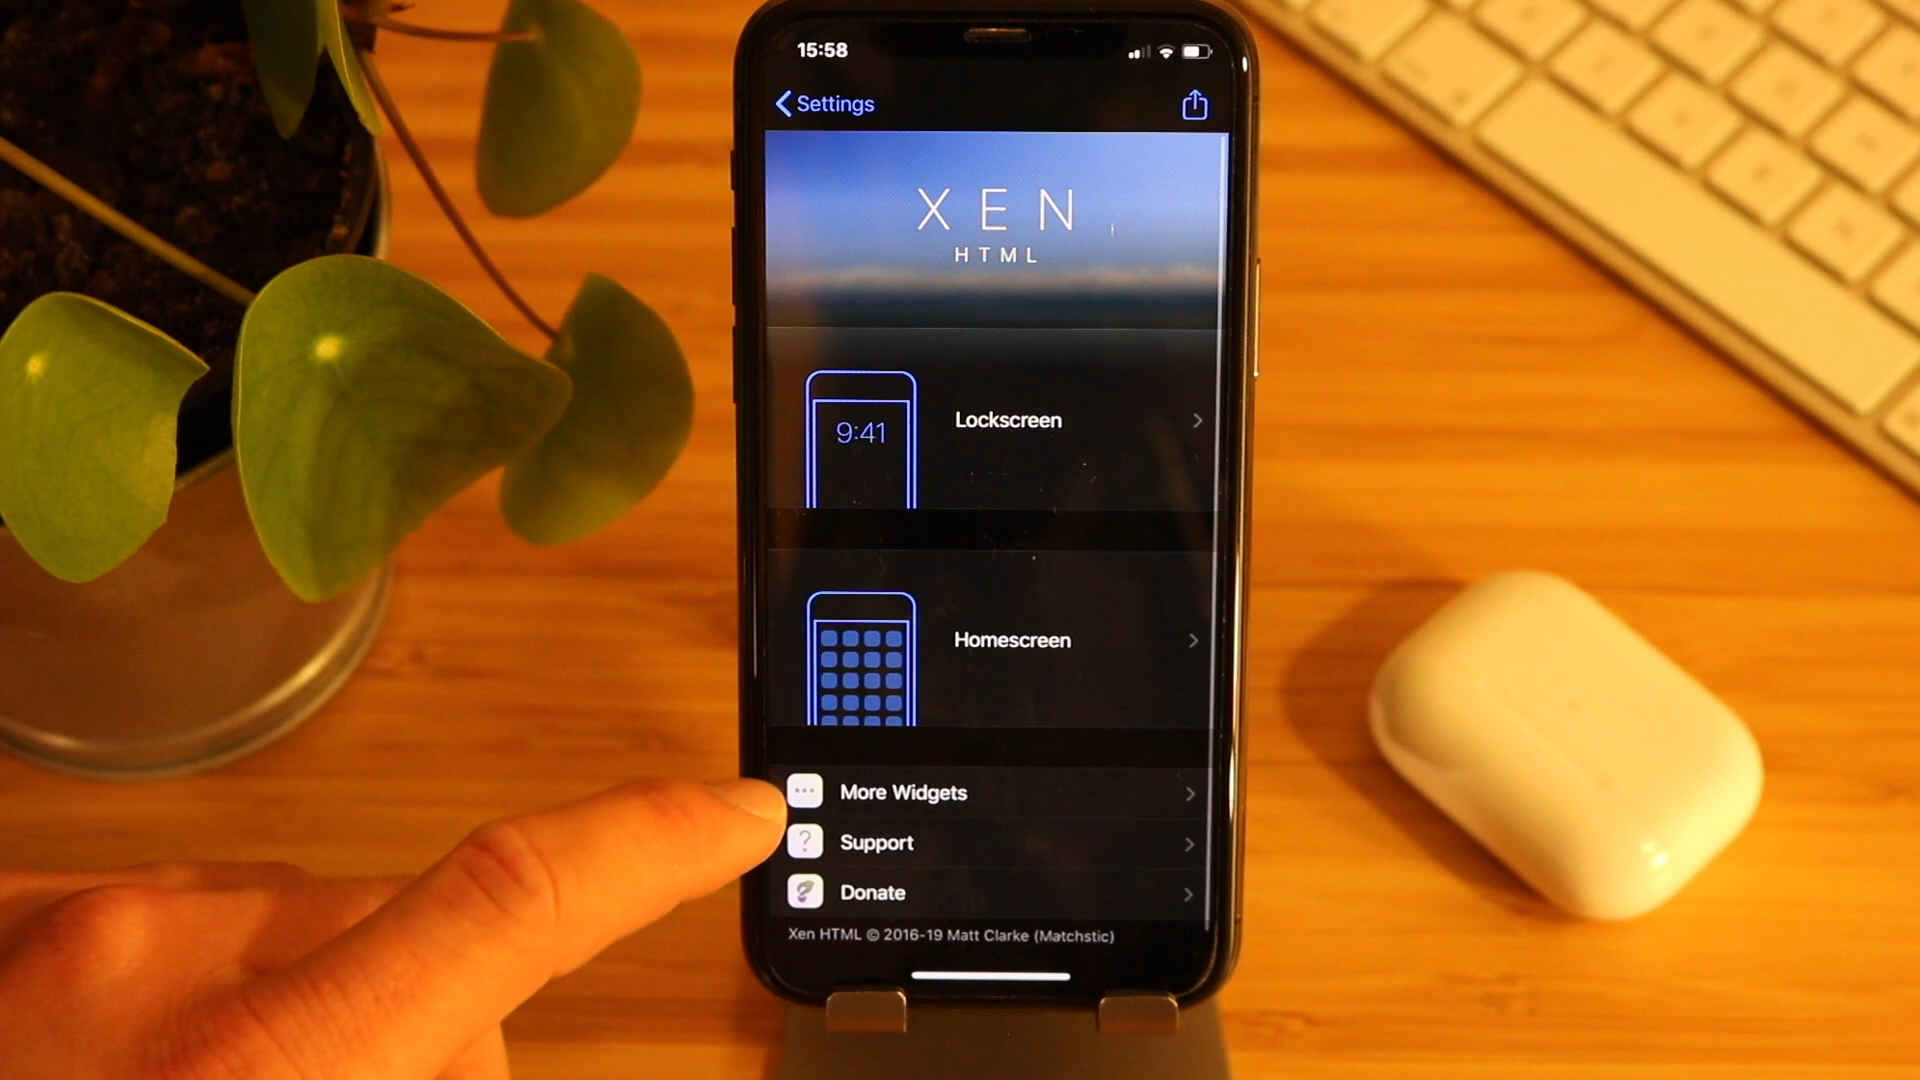 15:58
Settings
XEN
HTML
9:41
Lockscreen
Homescreen
More Widgets
Support
Donate
Xen HTML © 2016-19 Matt Clarke (Matchstic)